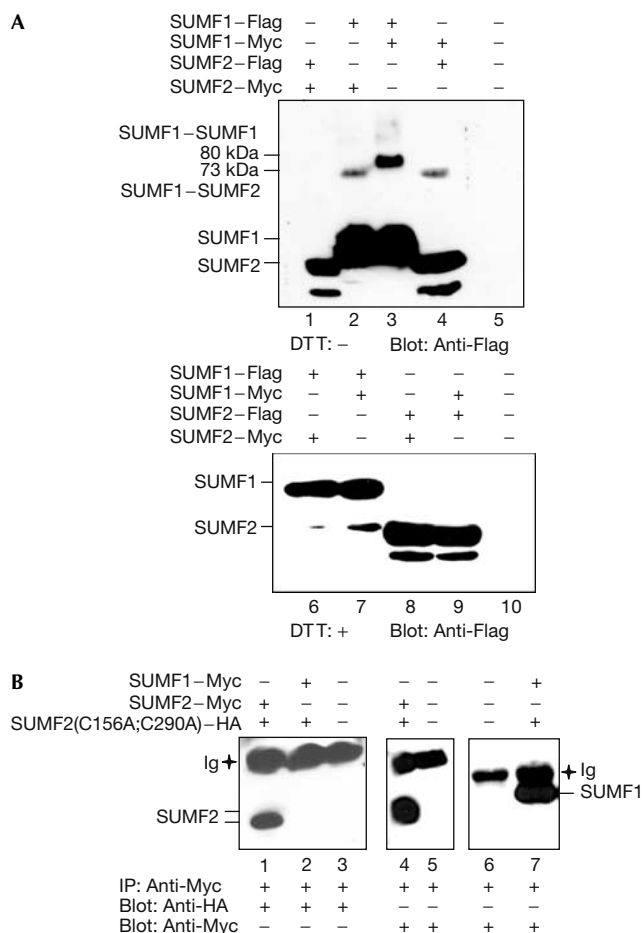 A
SUMF1–Flag – + + – –
SUMF1–Myc – – + + –
SUMF2–Flag + – – + –
SUMF2–Myc + + – – –
SUMF1–SUMF1
80 kDa
73 kDa
SUMF1–SUMF2
SUMF1
SUMF2
1 2 3 4 5
DTT: – Blot: Anti-Flag
SUMF1–Flag + + – – –
SUMF1–Myc – + – + –
SUMF2–Flag – – + + –
SUMF2–Myc + – + – –
SUMF1
SUMF2
6 7 8 9 10
DTT: + Blot: Anti-Flag
B
SUMF1–Myc – + – – – – +
SUMF2–Myc + – – + – – –
SUMF2(C156A;C290A)–HA + + – + – – +
Ig
Ig
SUMF1
SUMF2
1 2 3 4 5 6 7
IP: Anti-Myc + + + + + + +
Blot: Anti-HA + + + – – – –
Blot: Anti-Myc – – – + + + +